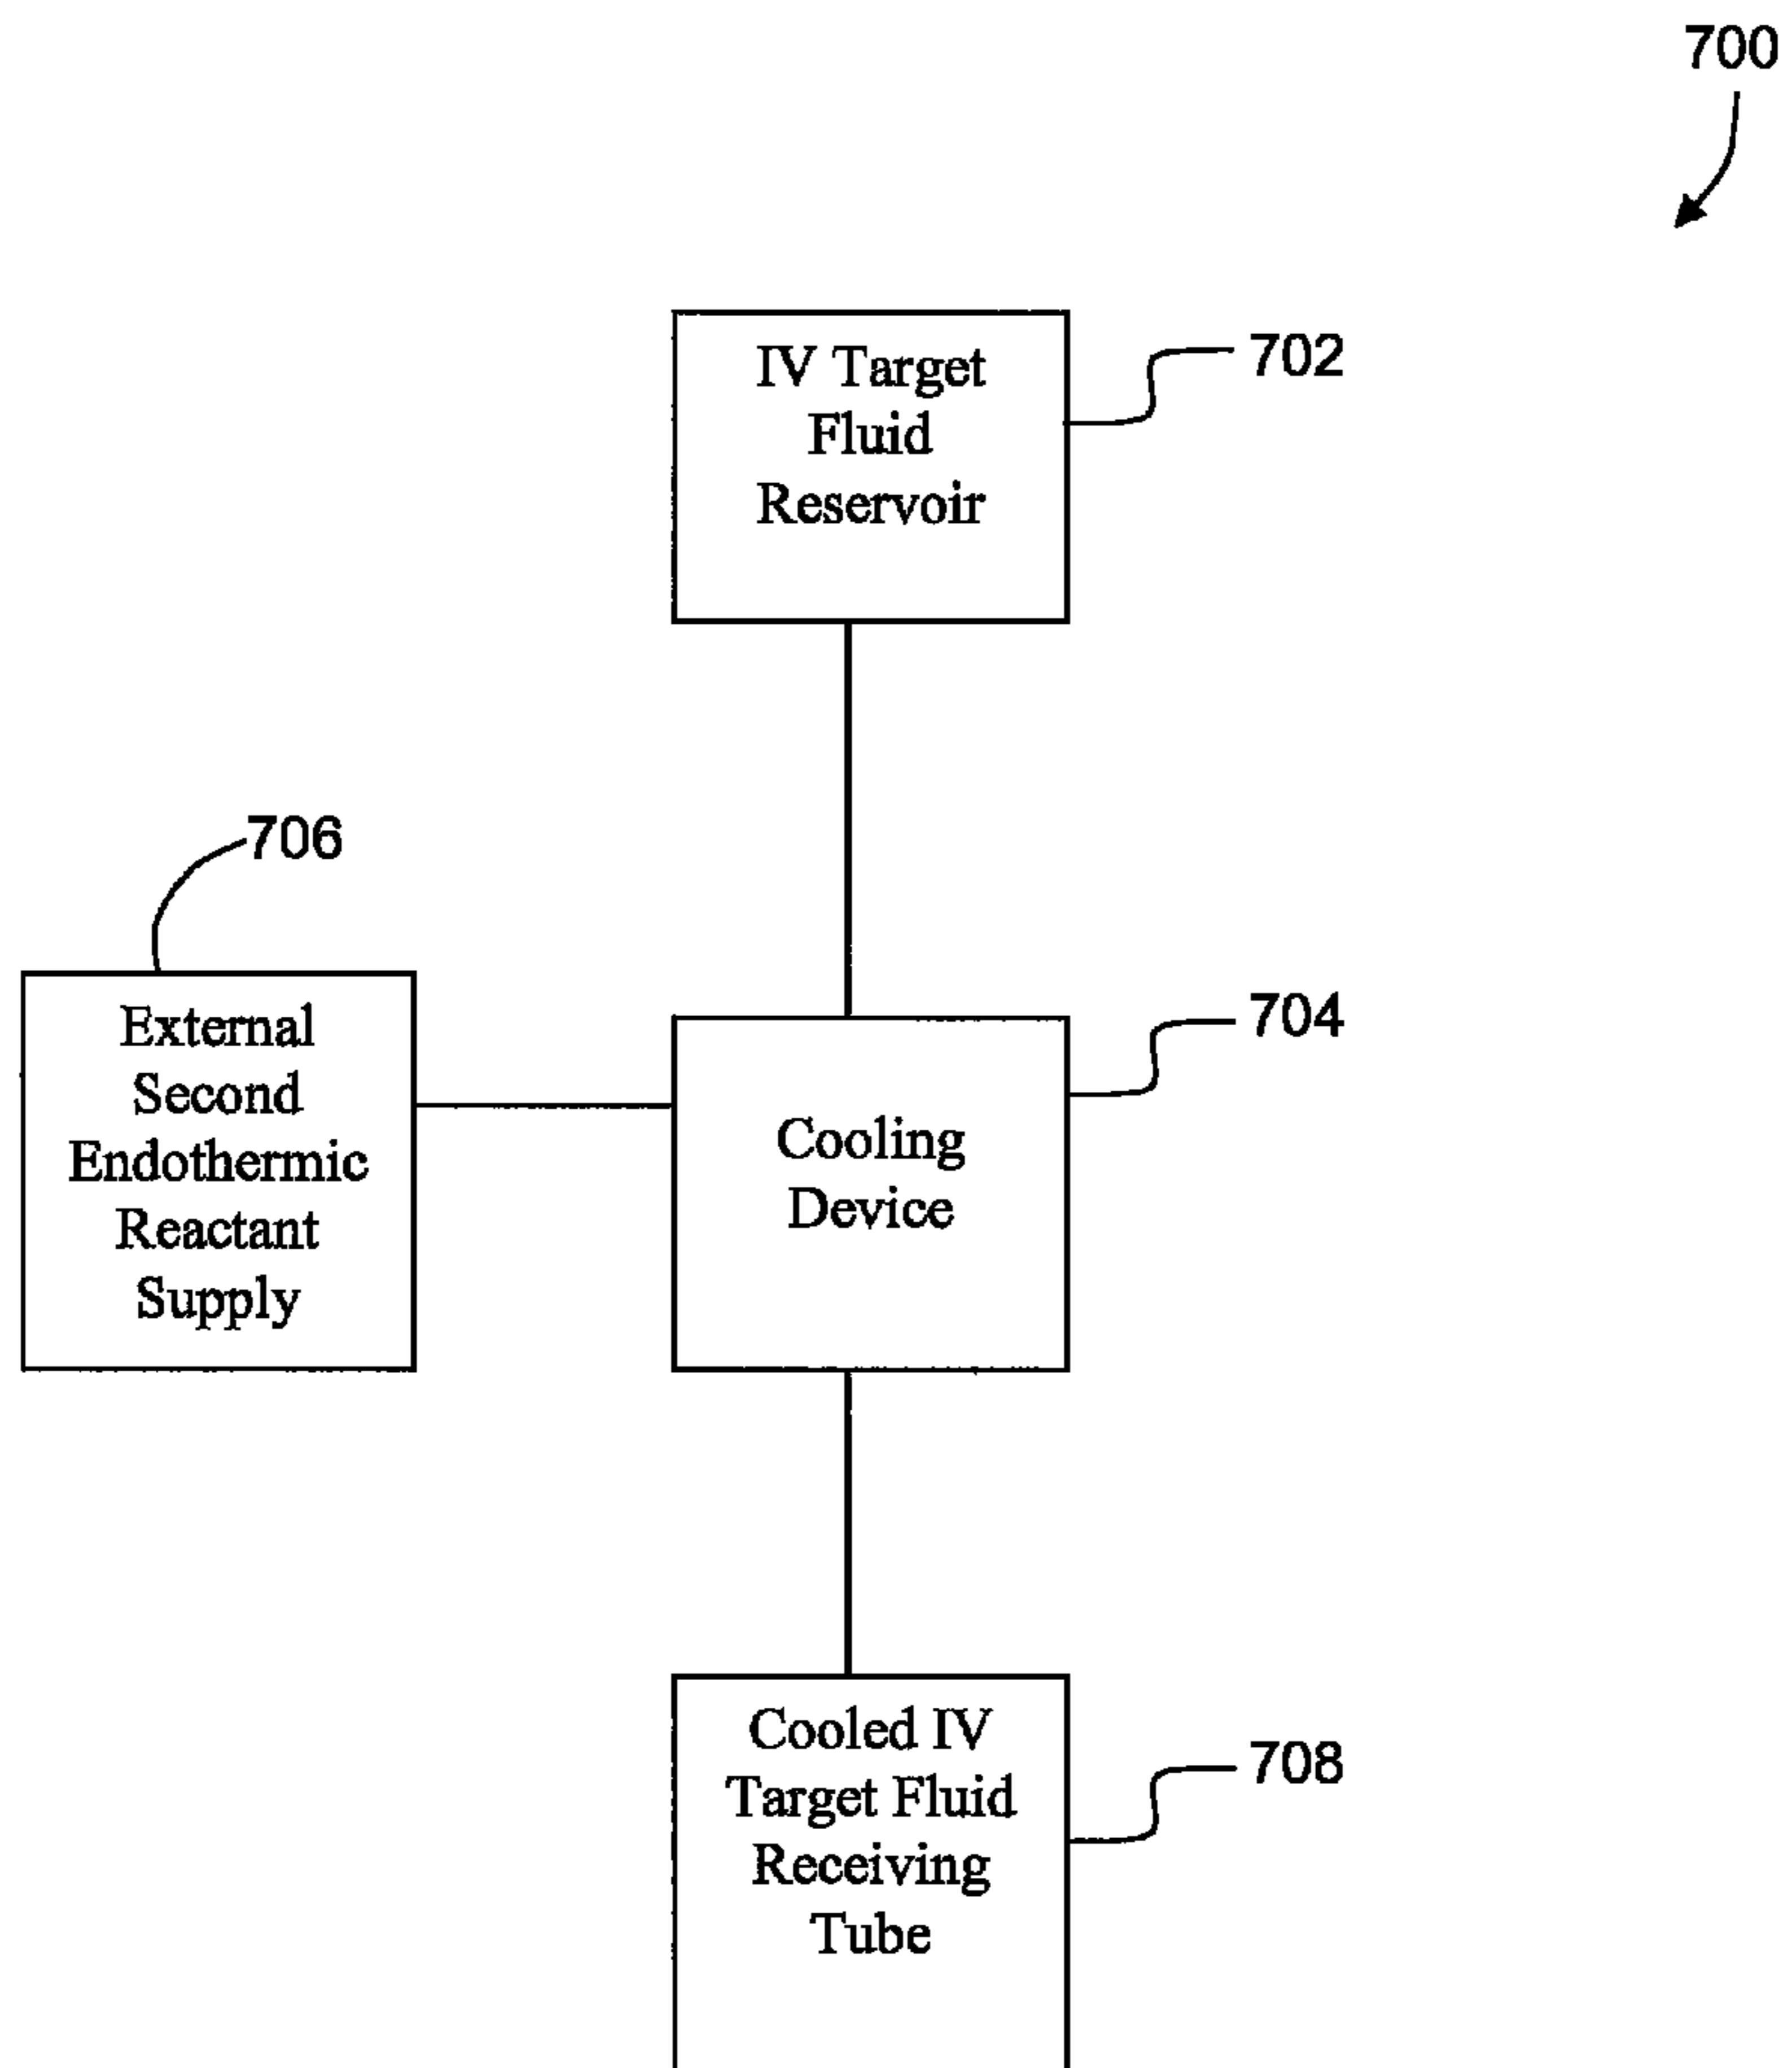 700
IV Target
Fluid
Reservoir
702
706
External
Second
Endothermic
Reactant
Supply
Cooling
Device
704
Cooled IV
Target Fluid
Receiving
Tube
708